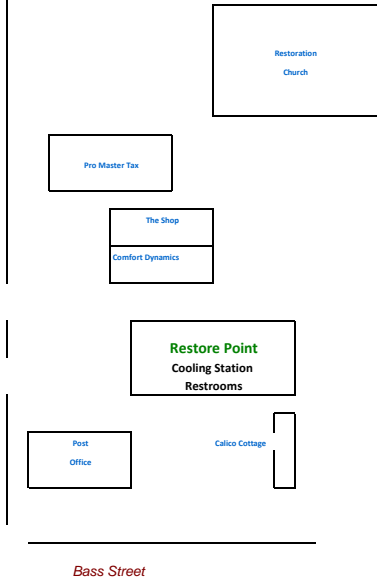 Restoration
Church
Pro Master Tax
The Shop
Comfort Dynamics
Restore Point
Cooling Station
Restrooms
Post
Office
Calico Cottage
Bass Street